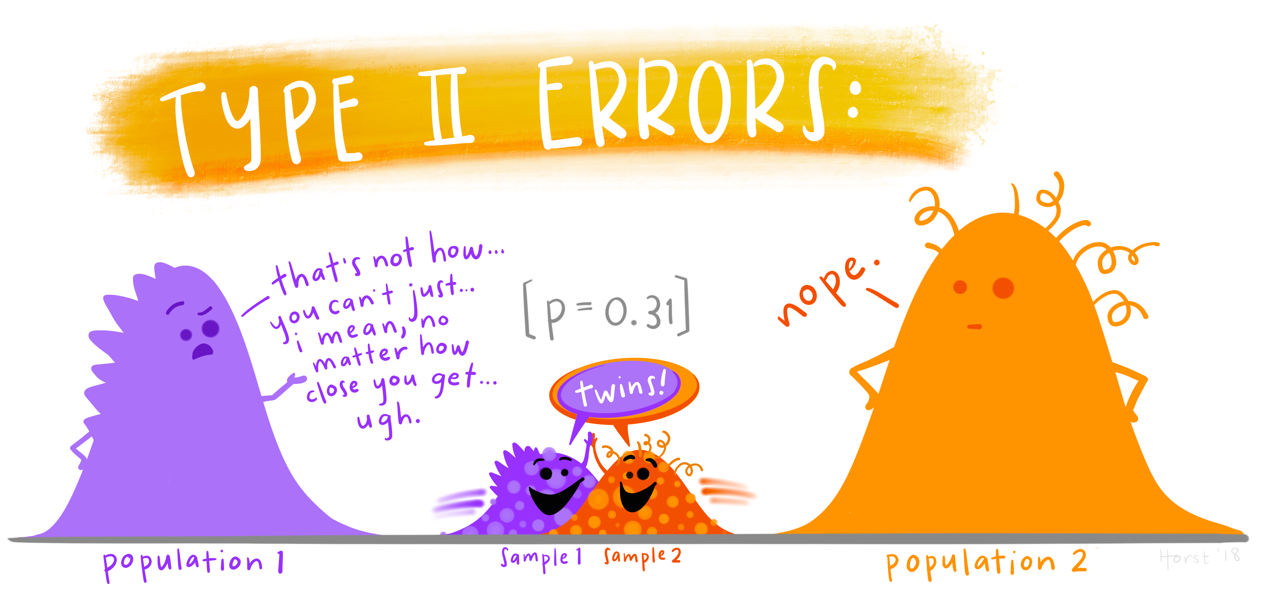 TYPE II ERRORS:
that's not how...
you can't just...
i mean, no
matter how
close you get...
ugh.
[p = 0.31]
twins!
nope.
population 1
Sample 1
Sample 2
population 2
Horst '18